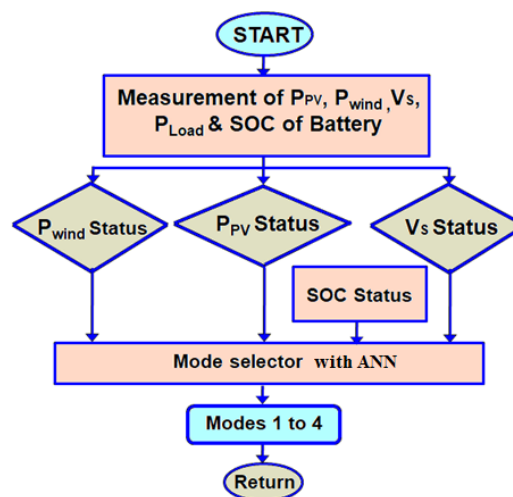 START
Measurement of PPV, Pwind ,VS,
PLoad & SOC of Battery
Pwind Status
PPV Status
VS Status
SOC Status
Mode selector with ANN
Modes 1 to 4
Return